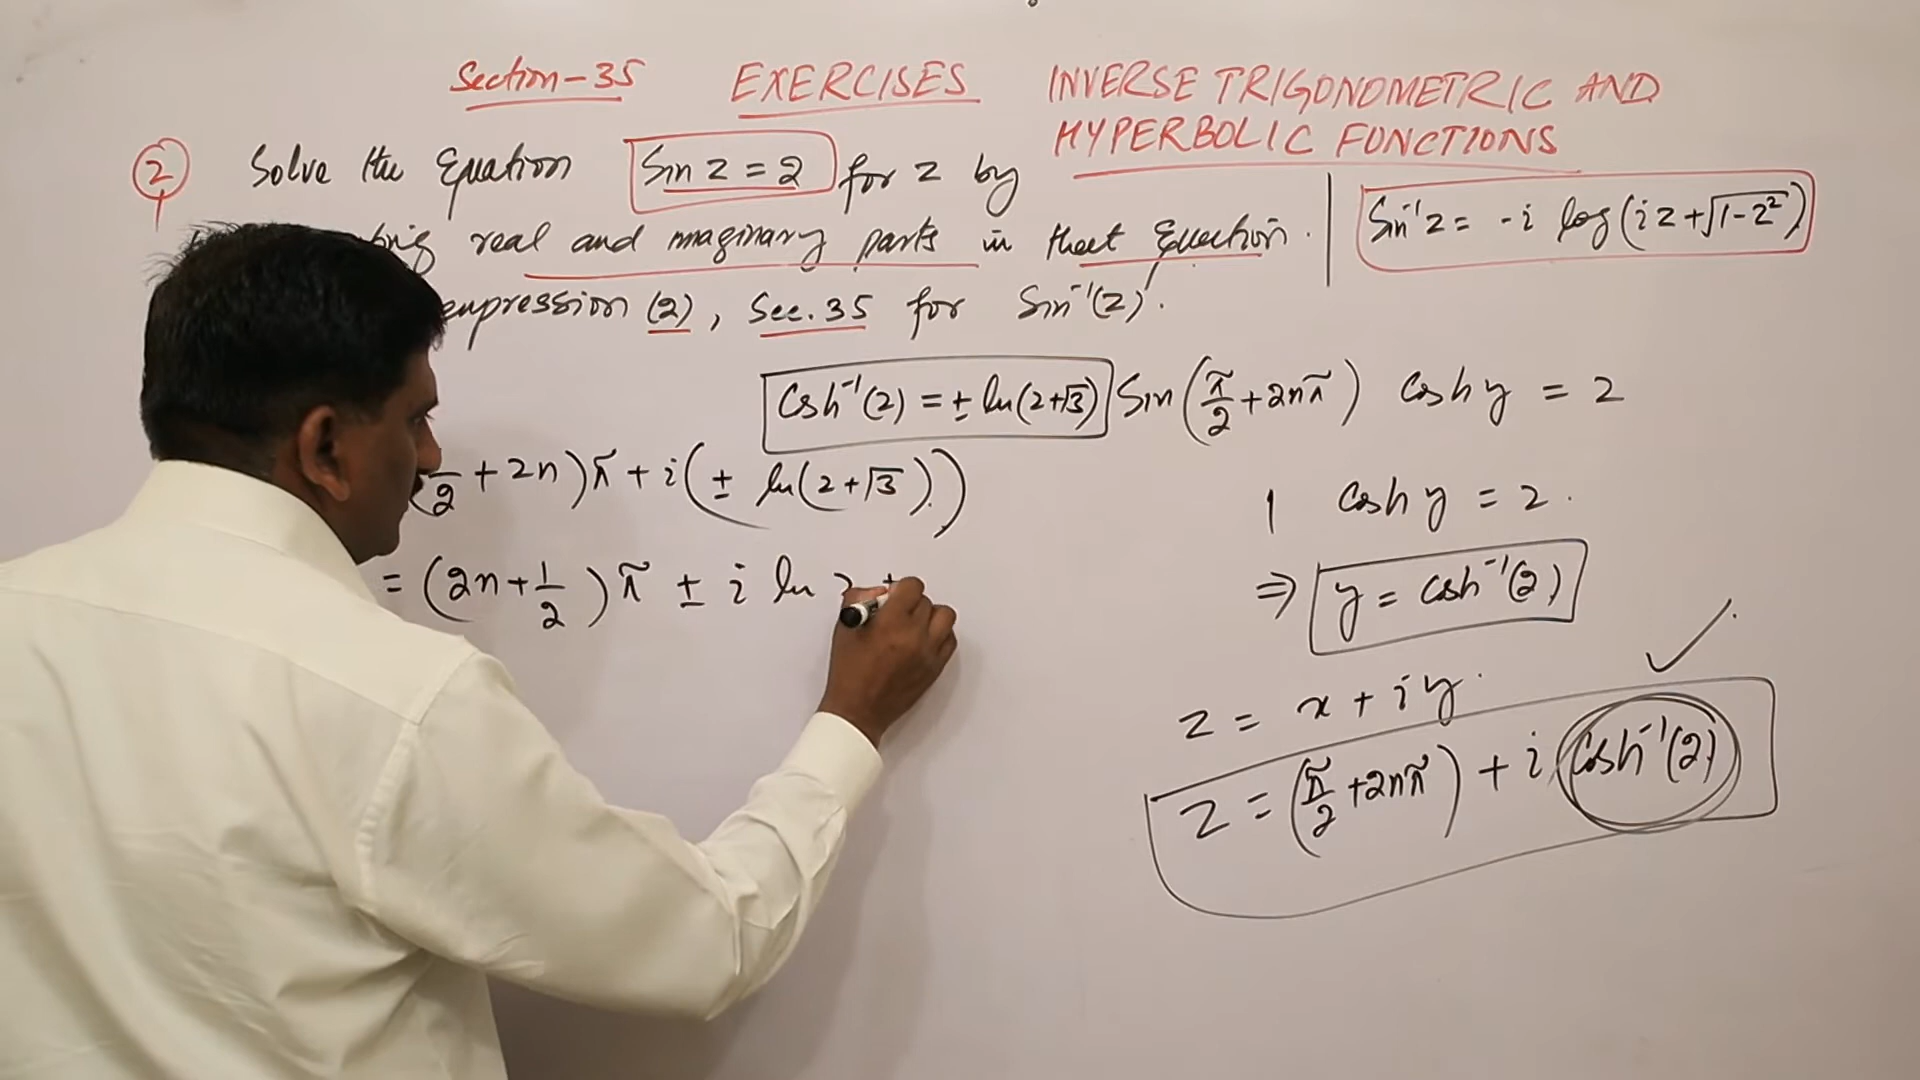 Section-35 EXERCISES INVERSE TRIGONOMETRIC AND
HYPERBOLIC FUNCTIONS
2 Solve the Equation Sin z = 2 for z by
real and imaginary parts in that Equation.
Sin⁻¹z = -i log(iz+√1-z²)
expression (2), Sec. 35 for Sin⁻¹(z).
Cosh⁻¹(2) = ± ln(2+√3)
Sin(π/2 + 2nπ) Cosh y = 2
/2 + 2n)π + i(± ln(2+√3))
1 Cosh y = 2.
= (2n + 1/2)π ± i ln 2 +
⇒ y = Cosh⁻¹(2)
z = x + iy.
z = (π/2 + 2nπ) + i Cosh⁻¹(2)